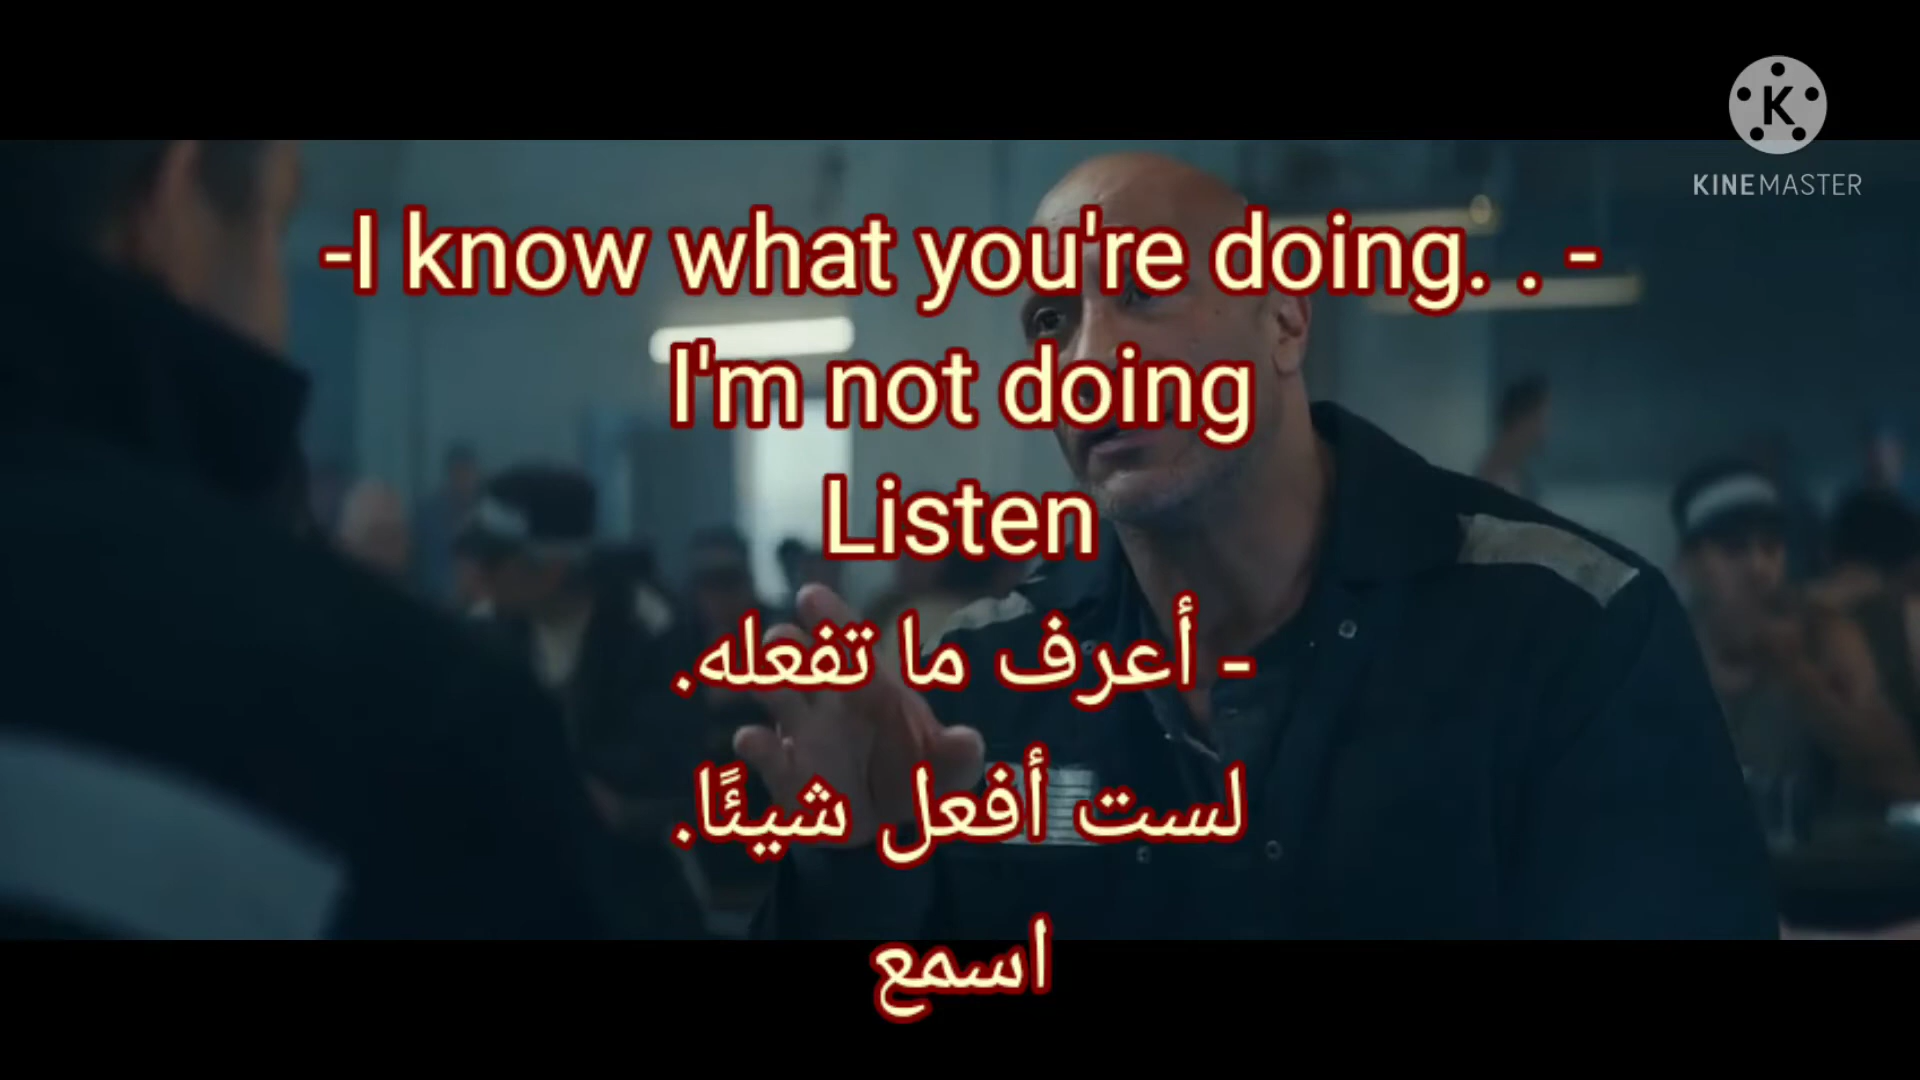 KINEMASTER
-I know what you're doing. . -
I'm not doing
Listen
- أعرف ما تفعله.
لست أفعل شيئًا.
اسمع